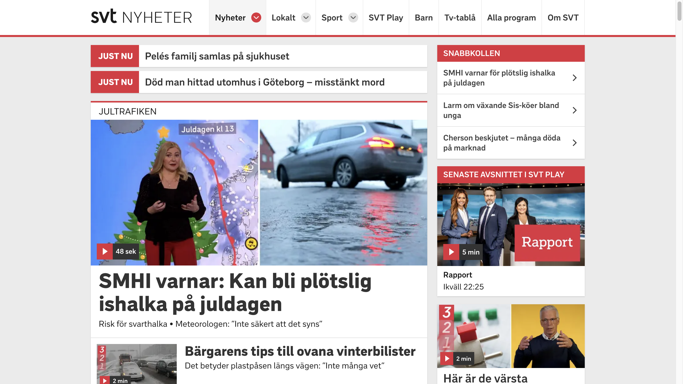 svt NYHETER
Nyheter
Lokalt
Sport
SVT Play
Barn
Tv-tablå
Alla program
Om SVT
JUST NU
Pelés familj samlas på sjukhuset
JUST NU
Död man hittad utomhus i Göteborg – misstänkt mord
JULTRAFIKEN
Juldagen kl 13
48 sek
SMHI varnar: Kan bli plötslig
ishalka på juldagen
Risk för svarthalka • Meteorologen: ”Inte säkert att det syns”
2 min
Bärgarens tips till ovana vinterbilister
Det betyder plastpåsen längs vägen: ”Inte många vet”
SNABBKOLLEN
SMHI varnar för plötslig ishalka
på juldagen
Larm om växande Sis-köer bland
unga
Cherson beskjutet – många döda
på marknad
SENASTE AVSNITTET I SVT PLAY
Rapport
5 min
Rapport
Ikväll 22:25
3
2
1
2 min
Här är de värsta